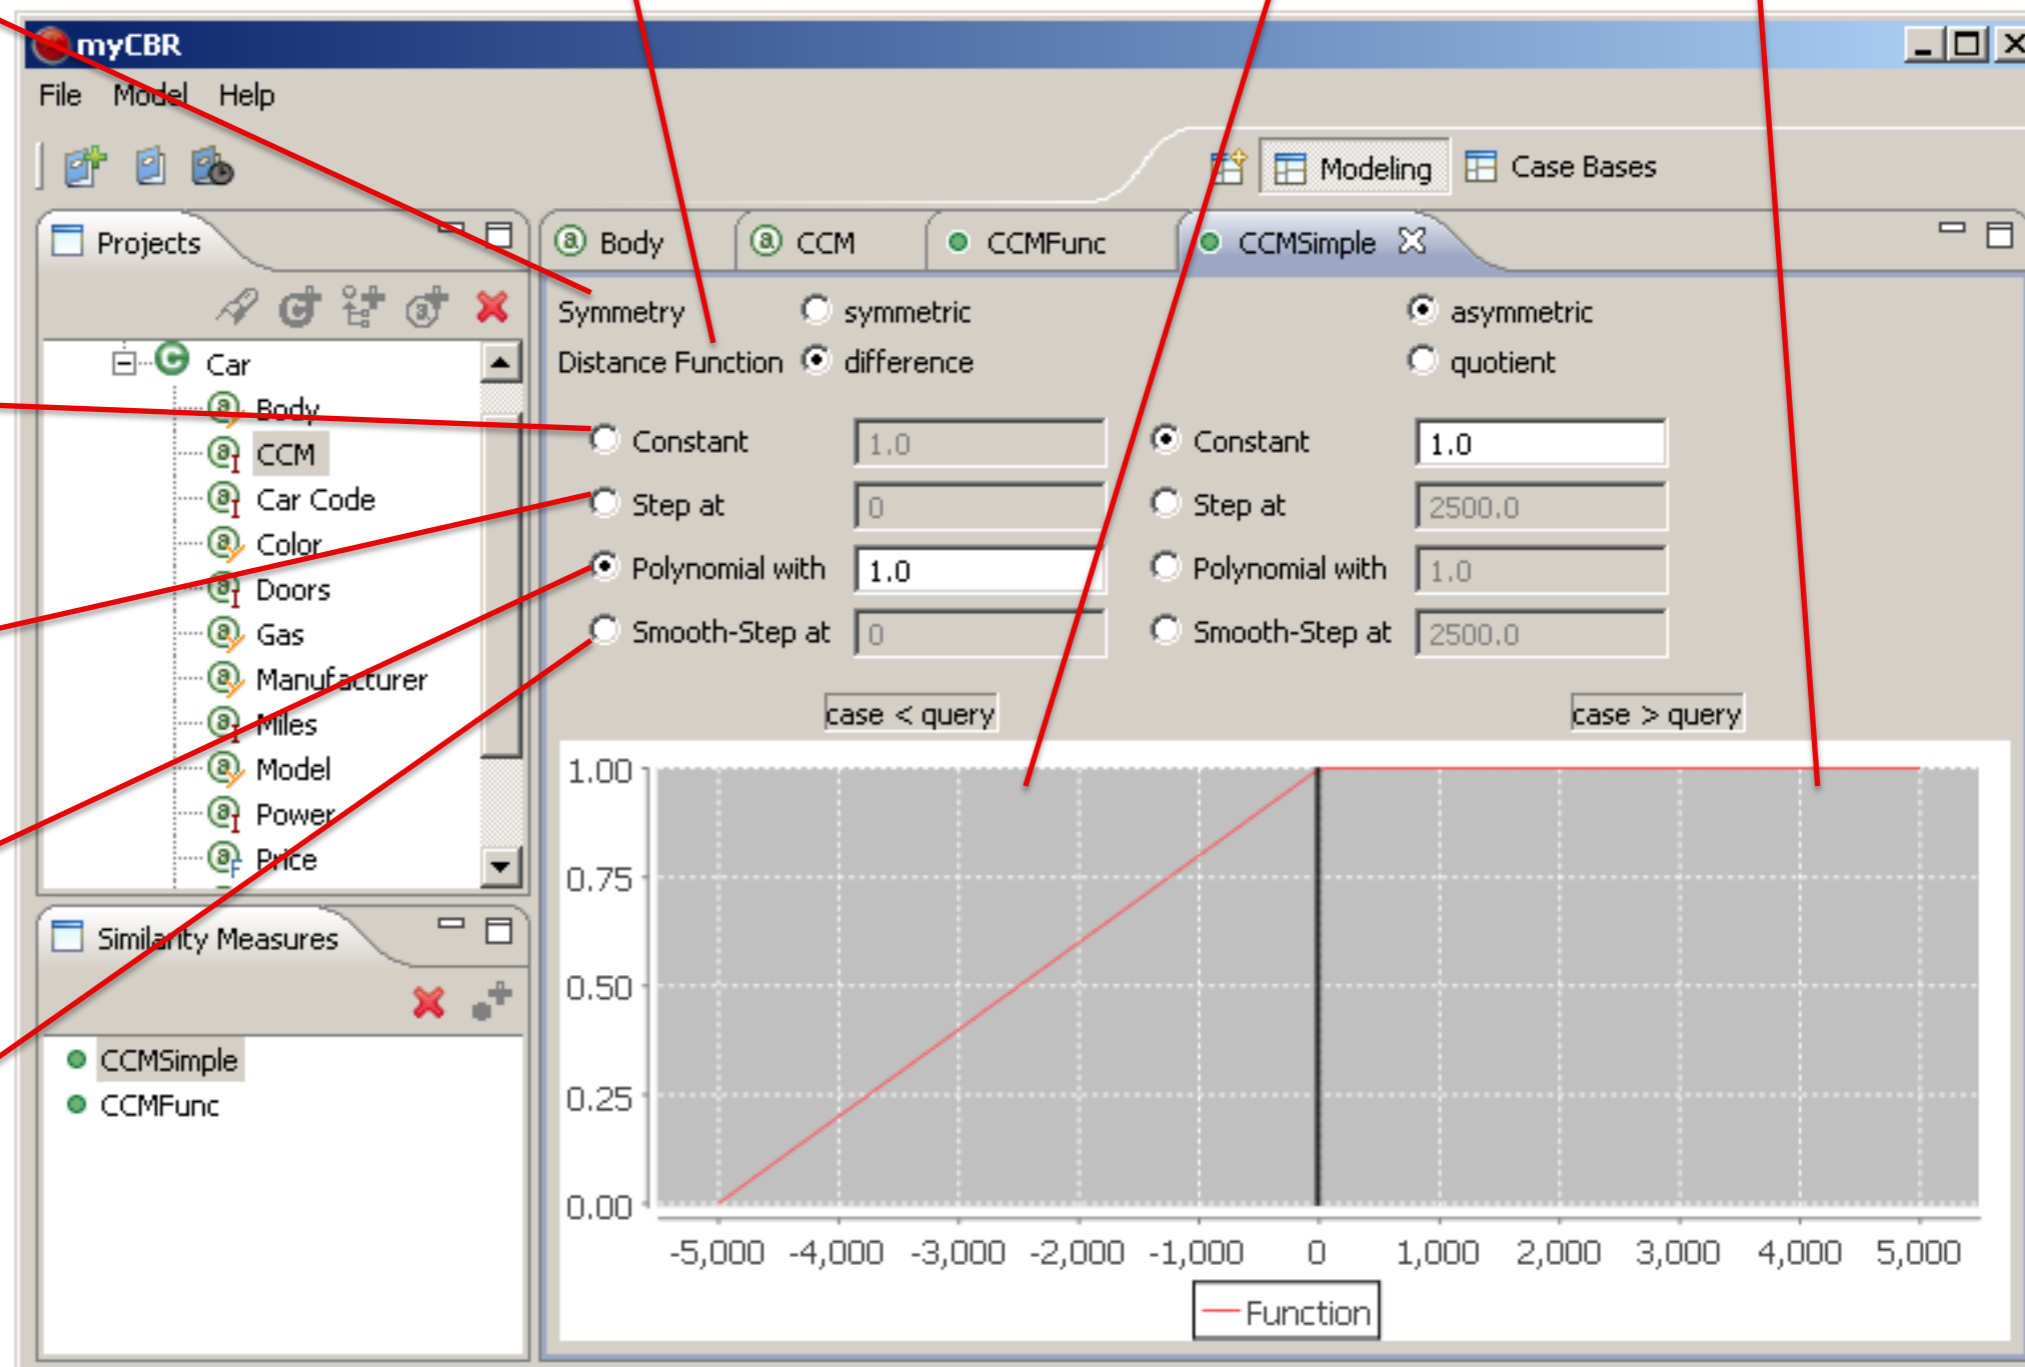 myCBR
File Model Help
Modeling Case Bases
Projects
Car
Body
CCM
Car Code
Color
Doors
Gas
Manufacturer
Miles
Model
Power
Price
Similarity Measures
CCMSimple
CCMFunc
Body CCM CCMFunc CCMSimple
Symmetry symmetric asymmetric
Distance Function difference quotient
Constant 1.0 Constant 1.0
Step at 0 Step at 2500.0
Polynomial with 1.0 Polynomial with 1.0
Smooth-Step at 0 Smooth-Step at 2500.0
case < query case > query
1.00
0.75
0.50
0.25
0.00
-5,000 -4,000 -3,000 -2,000 -1,000 0 1,000 2,000 3,000 4,000 5,000
Function